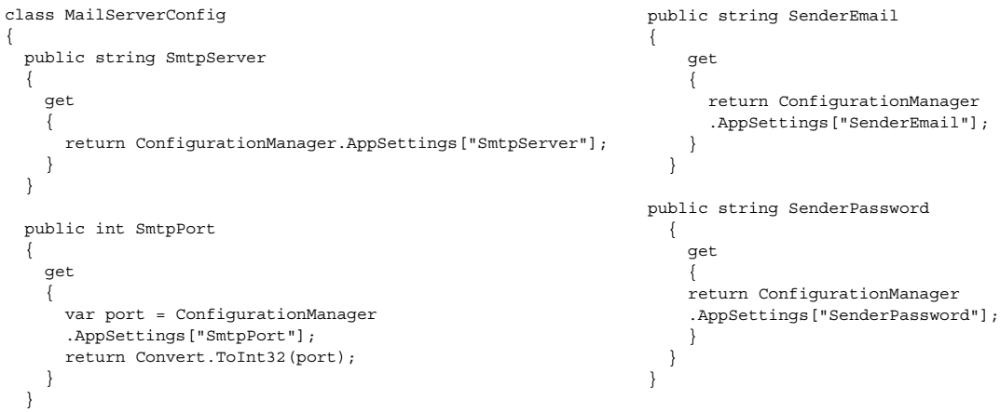 class MailServerConfig
{
  public string SmtpServer
  {
    get
    {
      return ConfigurationManager.AppSettings["SmtpServer"];
    }
  }

  public int SmtpPort
  {
    get
    {
      var port = ConfigurationManager
      .AppSettings["SmtpPort"];
      return Convert.ToInt32(port);
    }
  }

public string SenderEmail
{
    get
    {
      return ConfigurationManager
      .AppSettings["SenderEmail"];
    }
  }

public string SenderPassword
  {
    get
    {
    return ConfigurationManager
    .AppSettings["SenderPassword"];
    }
  }
}